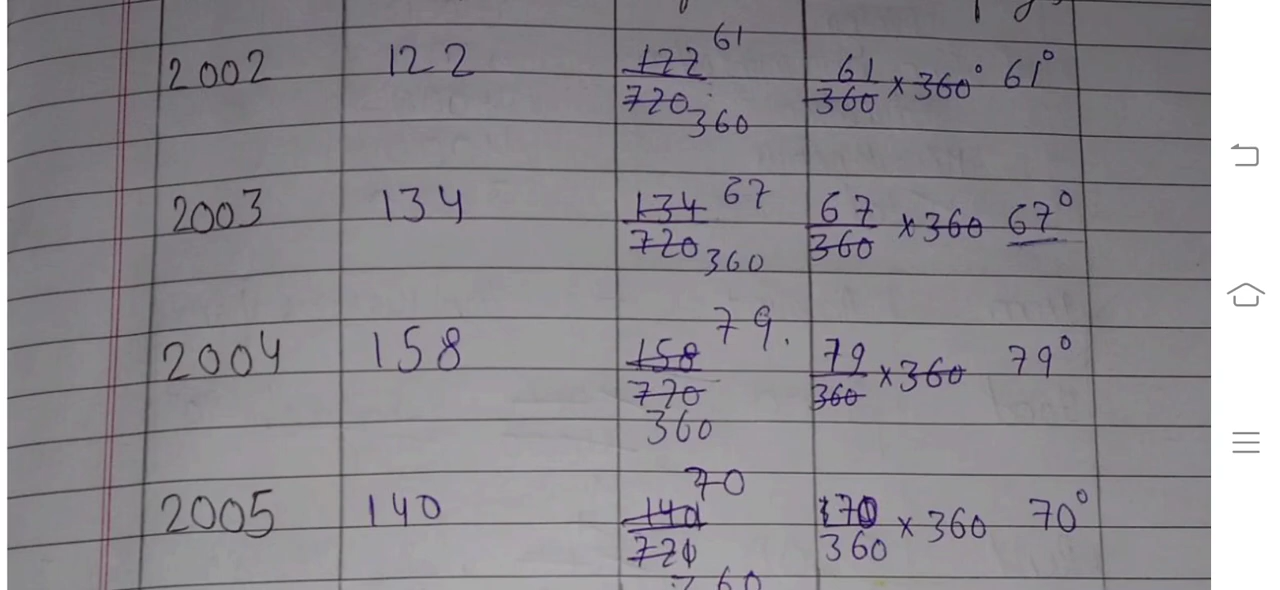 2002 122 122/720 61/360 61/360 × 360° 61°
2003 134 134/720 67/360 67/360 × 360 67°
2004 158 158/720 79./360 79/360 × 360 79°
2005 140 140/720 70/360 170/360 × 360 70°